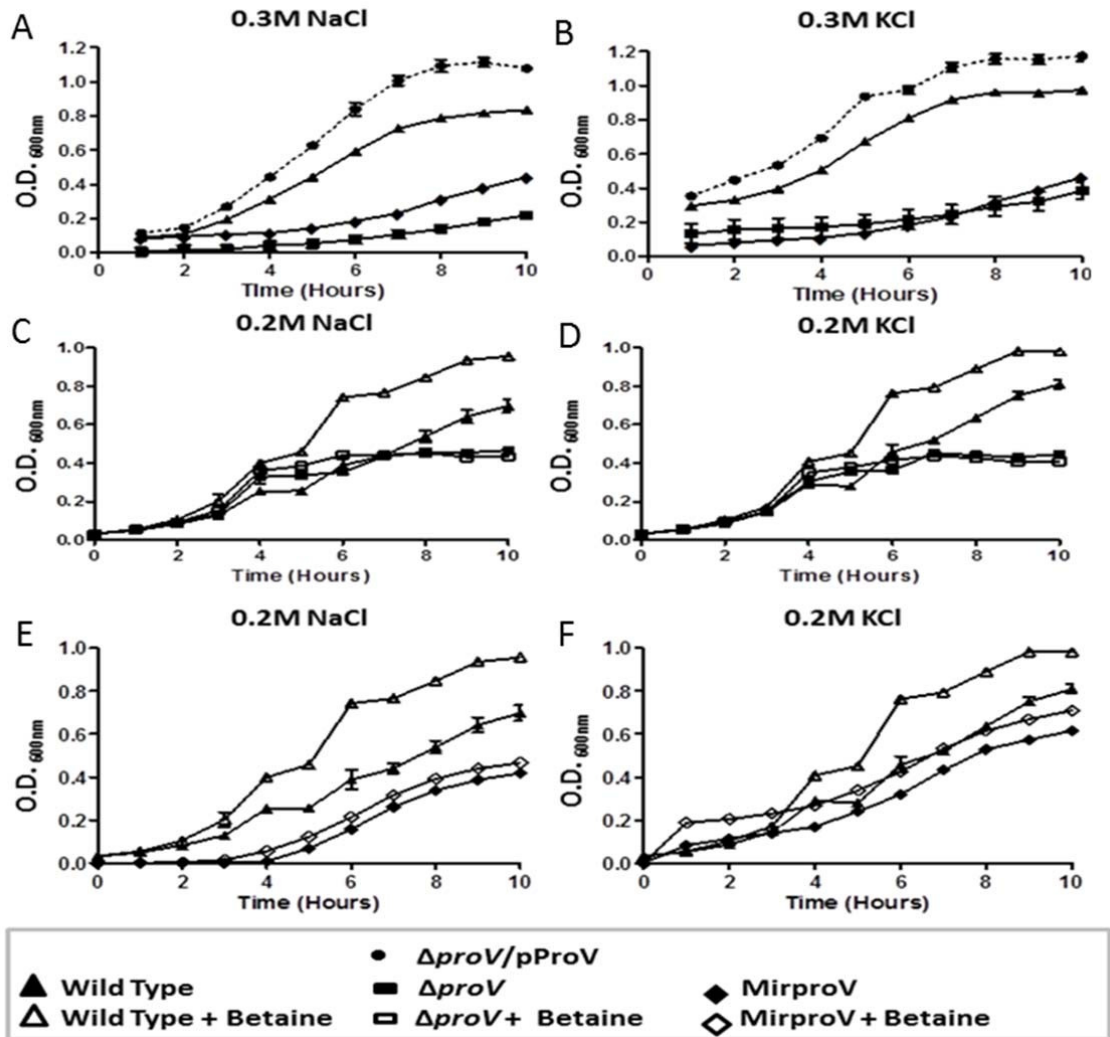 A
0.3M NaCl
1.2
1.0
0.8
0.6
0.4
0.2
0.0
O.D. 600nm
0 2 4 6 8 10
Time (Hours)
B
0.3M KCl
1.2
1.0
0.8
0.6
0.4
0.2
0.0
O.D. 600nm
0 2 4 6 8 10
Time (Hours)
C
0.2M NaCl
1.0
0.8
0.6
0.4
0.2
0.0
O.D. 600nm
0 2 4 6 8 10
Time (Hours)
D
0.2M KCl
1.0
0.8
0.6
0.4
0.2
0.0
O.D. 600nm
0 2 4 6 8 10
Time (Hours)
E
0.2M NaCl
1.0
0.8
0.6
0.4
0.2
0.0
O.D. 600nm
0 2 4 6 8 10
Time (Hours)
F
0.2M KCl
1.0
0.8
0.6
0.4
0.2
0.0
O.D. 600nm
0 2 4 6 8 10
Time (Hours)
ΔproV/pProV
Wild Type
ΔproV
MirproV
Wild Type + Betaine
ΔproV + Betaine
MirproV + Betaine